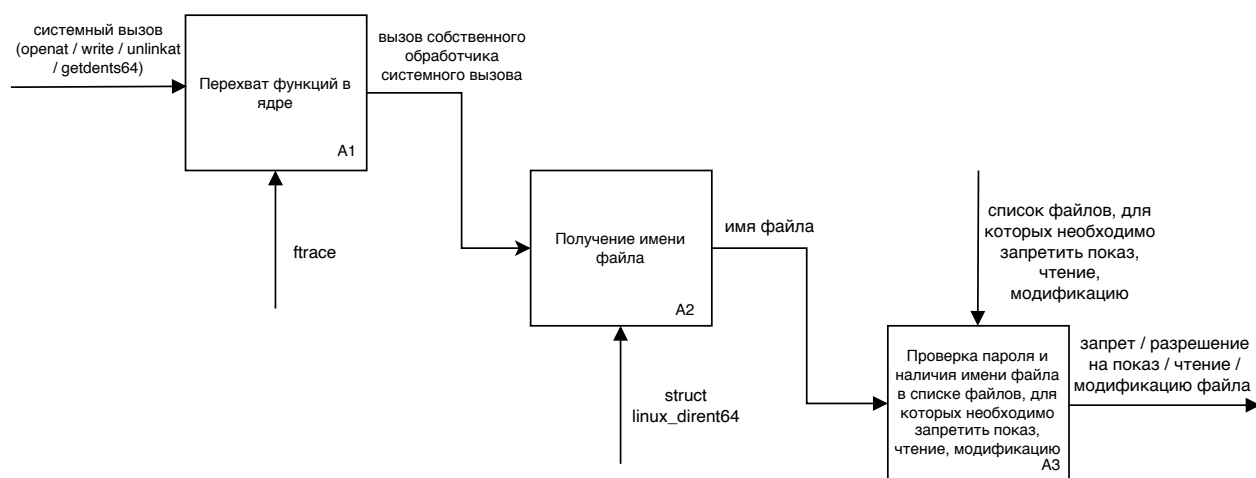 системный вызов
(openat / write / unlinkat
/ getdents64)
Перехват функций в
ядре
A1
вызов собственного
обработчика
системного вызова
ftrace
Получение имени
файла
A2
имя файла
struct
linux_dirent64
список файлов, для
которых необходимо
запретить показ,
чтение,
модификацию
Проверка пароля и
наличия имени файла
в списке файлов, для
которых необходимо
запретить показ,
чтение, модификацию
A3
запрет / разрешение
на показ / чтение /
модификацию файла